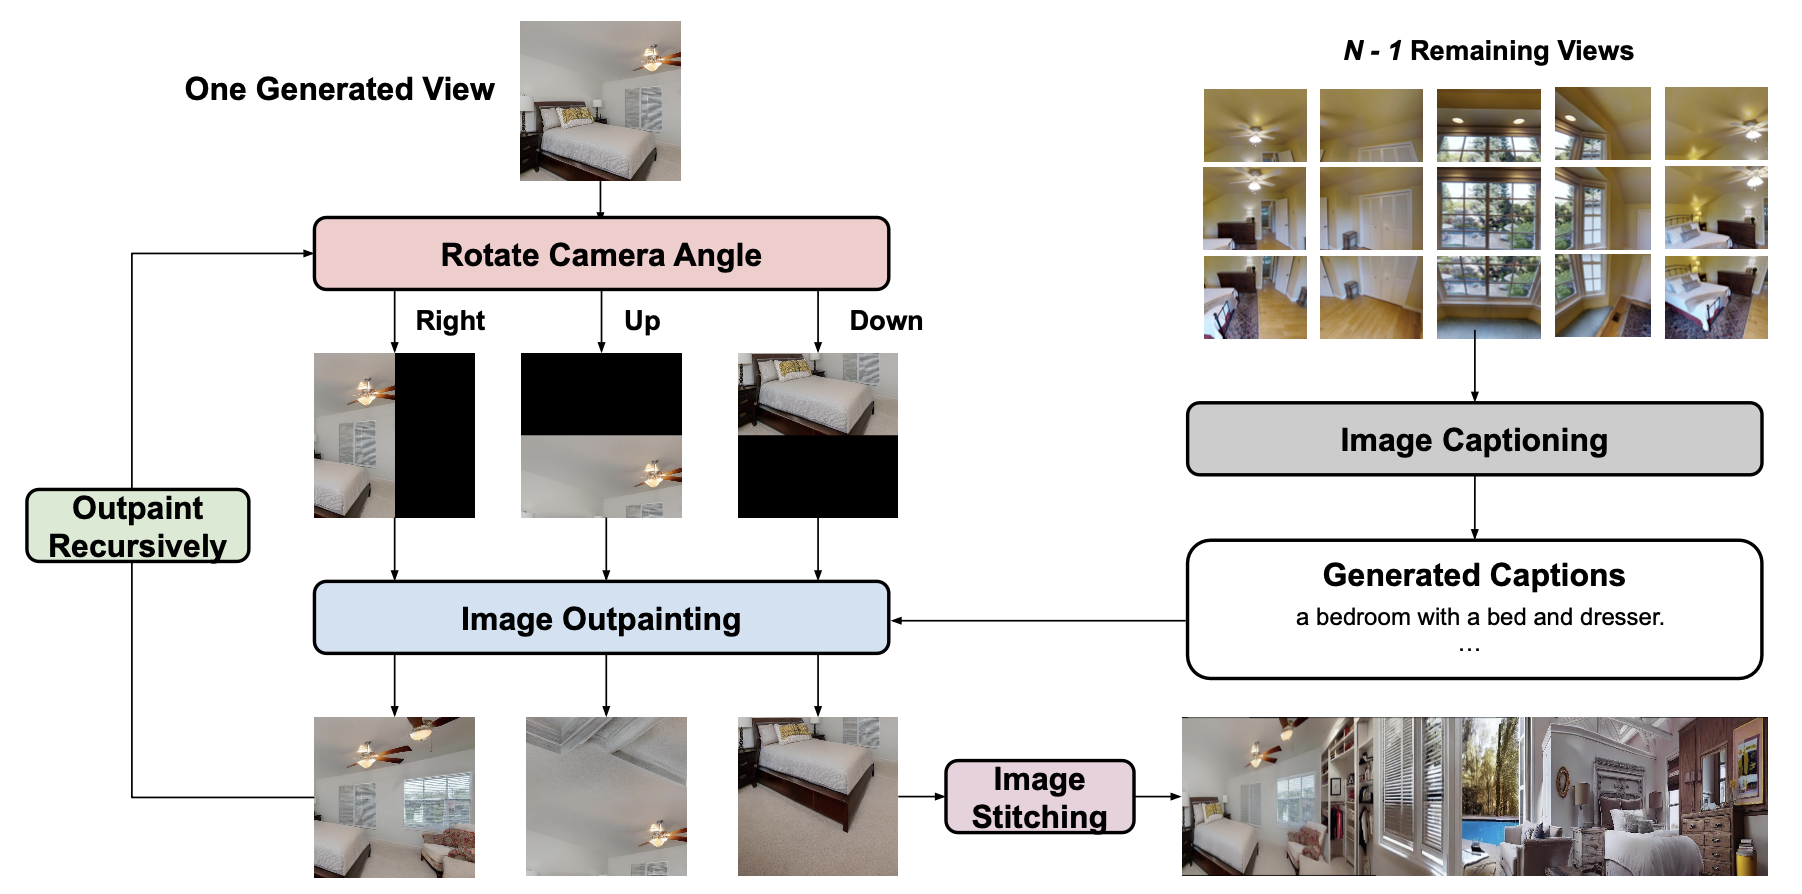 One Generated View
N - 1 Remaining Views
Rotate Camera Angle
Right
Up
Down
Image Captioning
Outpaint
Recursively
Generated Captions
a bedroom with a bed and dresser.
...
Image Outpainting
Image
Stitching